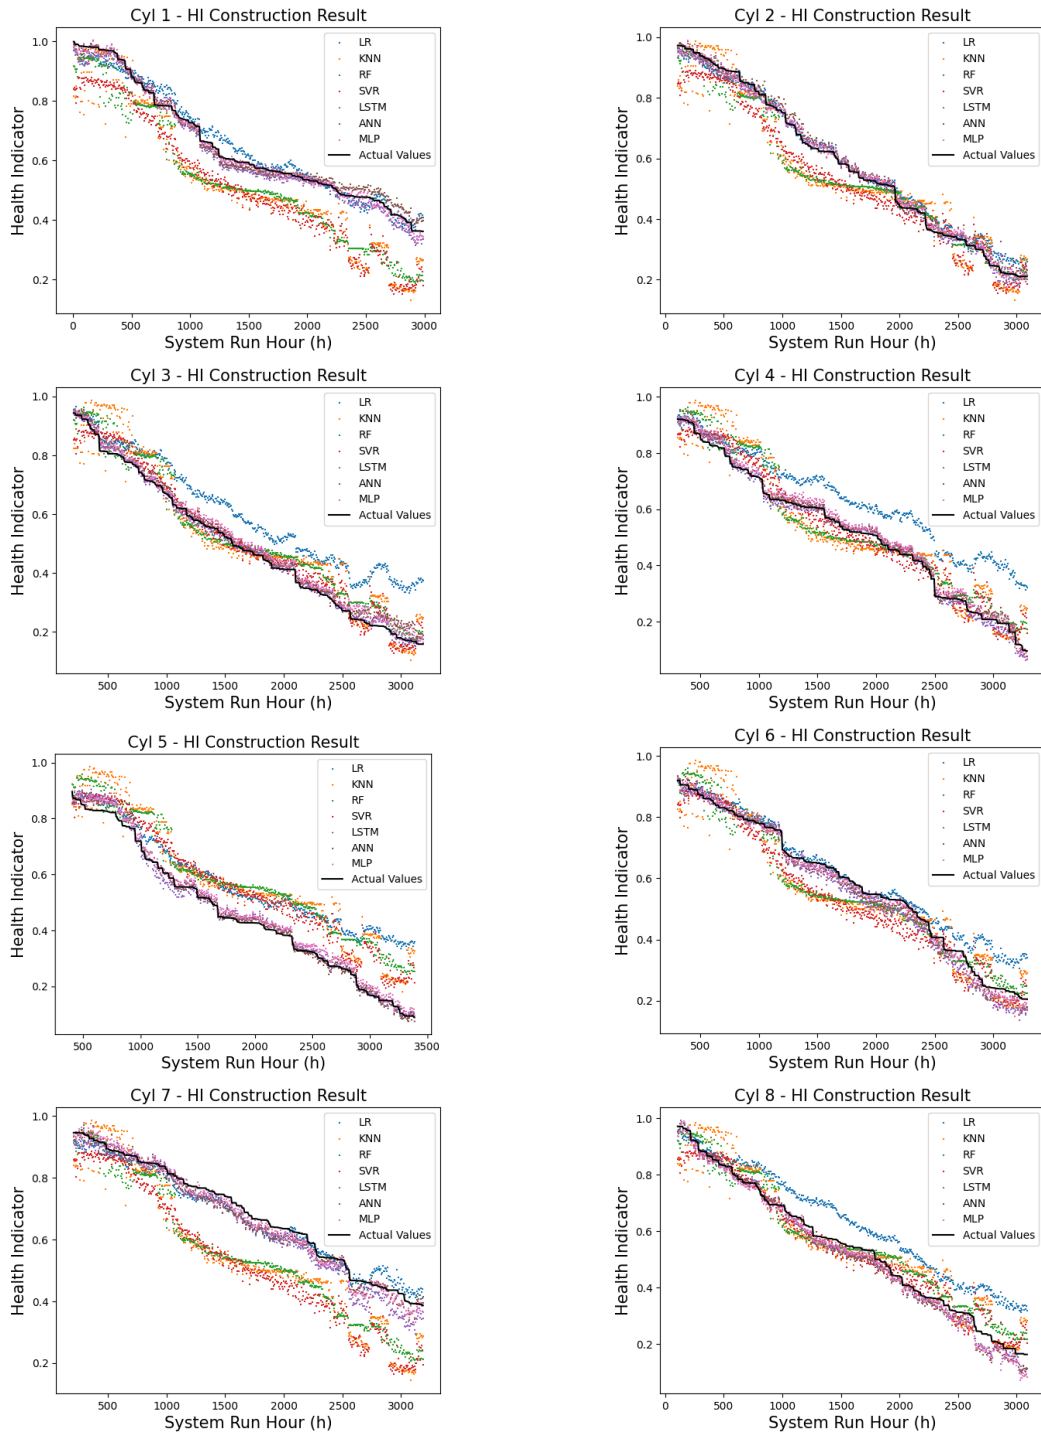 Cyl 1 - HI Construction Result
1.0
0.8
0.6
0.4
0.2
Health Indicator
LR
KNN
RF
SVR
LSTM
ANN
MLP
Actual Values
0 500 1000 1500 2000 2500 3000
System Run Hour (h)
Cyl 2 - HI Construction Result
1.0
0.8
0.6
0.4
0.2
Health Indicator
LR
KNN
RF
SVR
LSTM
ANN
MLP
Actual Values
0 500 1000 1500 2000 2500 3000
System Run Hour (h)
Cyl 3 - HI Construction Result
1.0
0.8
0.6
0.4
0.2
Health Indicator
LR
KNN
RF
SVR
LSTM
ANN
MLP
Actual Values
500 1000 1500 2000 2500 3000
System Run Hour (h)
Cyl 4 - HI Construction Result
1.0
0.8
0.6
0.4
0.2
Health Indicator
LR
KNN
RF
SVR
LSTM
ANN
MLP
Actual Values
500 1000 1500 2000 2500 3000
System Run Hour (h)
Cyl 5 - HI Construction Result
1.0
0.8
0.6
0.4
0.2
Health Indicator
LR
KNN
RF
SVR
LSTM
ANN
MLP
Actual Values
500 1000 1500 2000 2500 3000 3500
System Run Hour (h)
Cyl 6 - HI Construction Result
1.0
0.8
0.6
0.4
0.2
Health Indicator
LR
KNN
RF
SVR
LSTM
ANN
MLP
Actual Values
500 1000 1500 2000 2500 3000
System Run Hour (h)
Cyl 7 - HI Construction Result
1.0
0.8
0.6
0.4
0.2
Health Indicator
LR
KNN
RF
SVR
LSTM
ANN
MLP
Actual Values
500 1000 1500 2000 2500 3000
System Run Hour (h)
Cyl 8 - HI Construction Result
1.0
0.8
0.6
0.4
0.2
Health Indicator
LR
KNN
RF
SVR
LSTM
ANN
MLP
Actual Values
0 500 1000 1500 2000 2500 3000
System Run Hour (h)